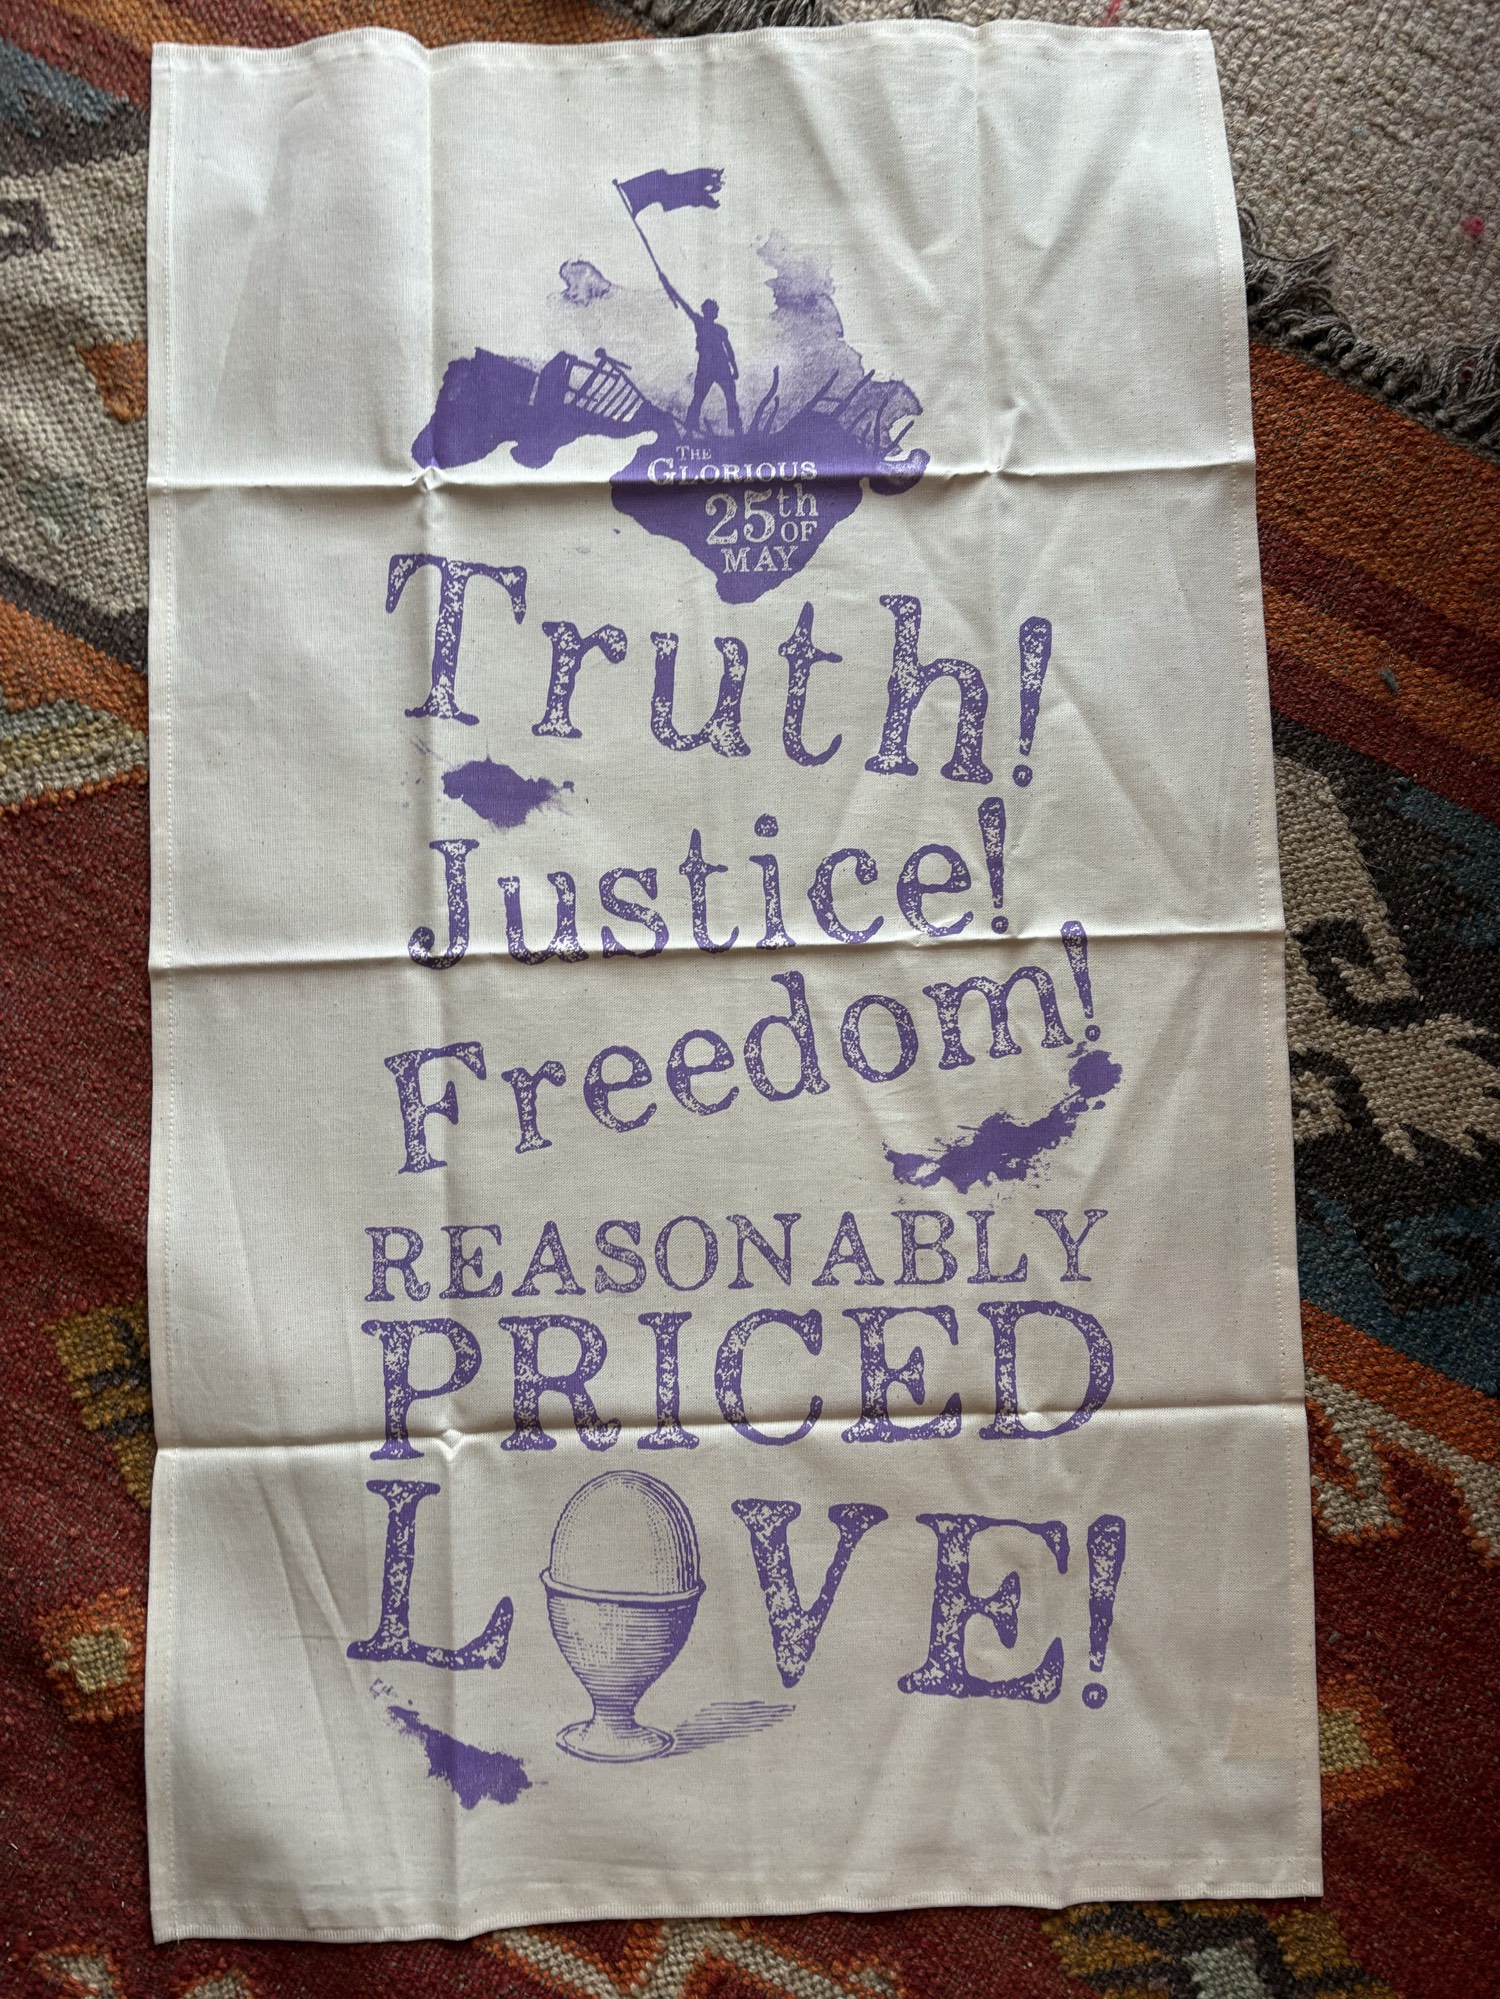 THE
GLORIOUS
25th
OF
MAY
Truth!
Justice!
Freedom!
REASONABLY
PRICED
LOVE!